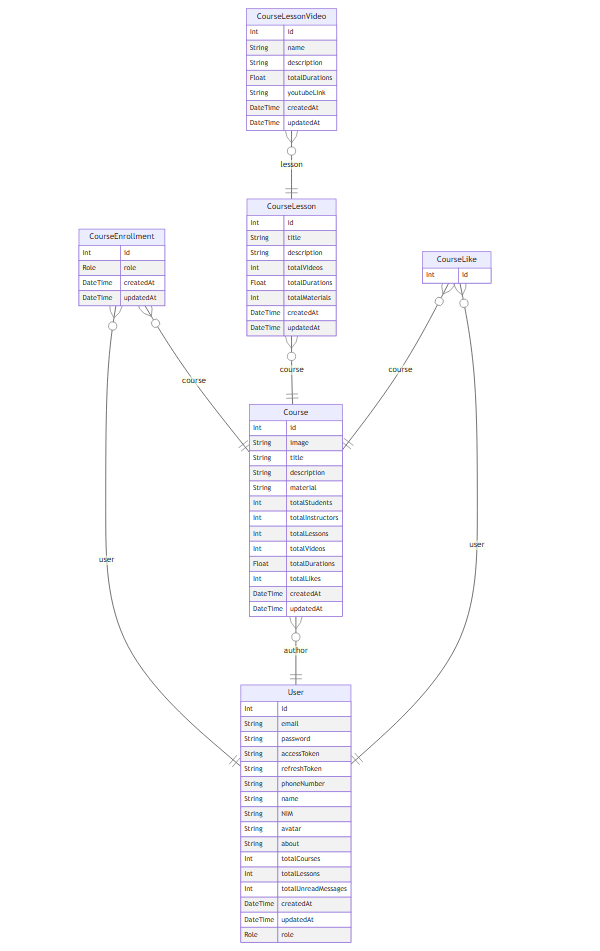 CourseLessonVideo
Int id
String name
String description
Float totalDurations
String youtubeLink
DateTime createdAt
DateTime updatedAt
lesson
CourseLesson
Int id
String title
String description
Int totalVideos
Float totalDurations
Int totalMaterials
DateTime createdAt
DateTime updatedAt
CourseEnrollment
Int id
Role role
DateTime createdAt
DateTime updatedAt
CourseLike
Int id
course
course
course
Course
Int id
String image
String title
String description
String material
Int totalStudents
Int totalInstructors
Int totalLessons
Int totalVideos
Float totalDurations
Int totalLikes
DateTime createdAt
DateTime updatedAt
user
user
author
User
Int id
String email
String password
String accessToken
String refreshToken
String phoneNumber
String name
String NIM
String avatar
String about
Int totalCourses
Int totalLessons
Int totalUnreadMessages
DateTime createdAt
DateTime updatedAt
Role role